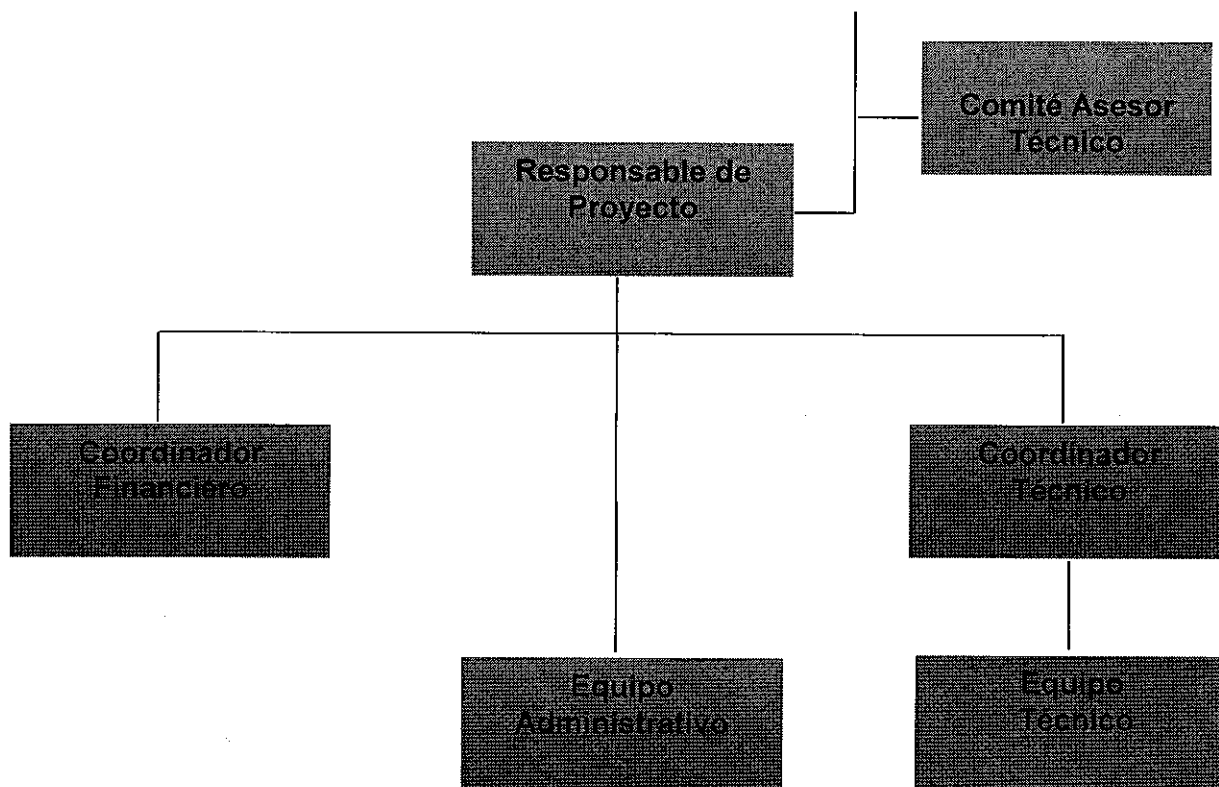 Comité Asesor
Técnico
Responsable de
Proyecto
Coordinador
Financiero
Coordinador
Técnico
Equipo
Administrativo
Equipo
Técnico